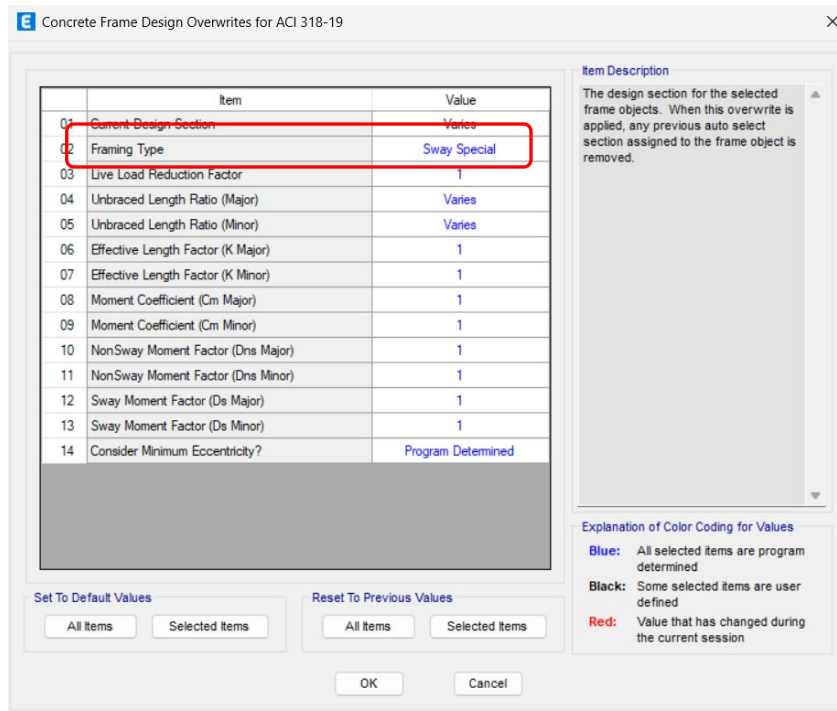 E Concrete Frame Design Overwrites for ACI 318-19
Item Value
01 Current Design Section Varies
02 Framing Type Sway Special
03 Live Load Reduction Factor 1
04 Unbraced Length Ratio (Major) Varies
05 Unbraced Length Ratio (Minor) Varies
06 Effective Length Factor (K Major) 1
07 Effective Length Factor (K Minor) 1
08 Moment Coefficient (Cm Major) 1
09 Moment Coefficient (Cm Minor) 1
10 NonSway Moment Factor (Dns Major) 1
11 NonSway Moment Factor (Dns Minor) 1
12 Sway Moment Factor (Ds Major) 1
13 Sway Moment Factor (Ds Minor) 1
14 Consider Minimum Eccentricity? Program Determined
Item Description
The design section for the selected
frame objects. When this overwrite is
applied, any previous auto select
section assigned to the frame object is
removed.
Explanation of Color Coding for Values
Blue: All selected items are program
determined
Black: Some selected items are user
defined
Red: Value that has changed during
the current session
Set To Default Values
All Items Selected Items
Reset To Previous Values
All Items Selected Items
OK Cancel